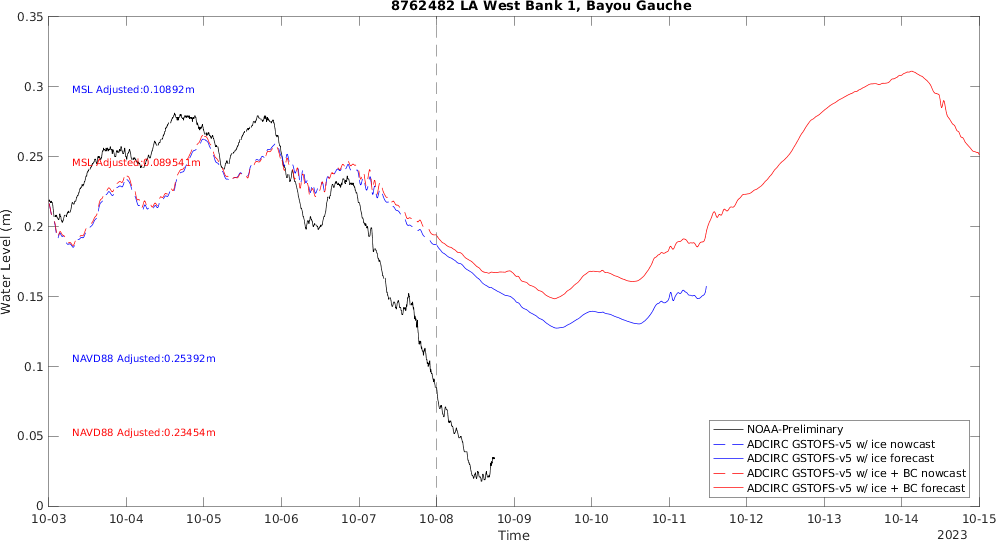 8762482 LA West Bank 1, Bayou Gauche
0.35
0.3
0.25
0.2
0.15
0.1
0.05
0
Water Level (m)
MSL Adjusted:0.10892m
MSL Adjusted:0.089541m
NAVD88 Adjusted:0.25392m
NAVD88 Adjusted:0.23454m
NOAA-Preliminary
ADCIRC GSTOFS-v5 w/ ice nowcast
ADCIRC GSTOFS-v5 w/ ice forecast
ADCIRC GSTOFS-v5 w/ ice + BC nowcast
ADCIRC GSTOFS-v5 w/ ice + BC forecast
10-03 10-04 10-05 10-06 10-07 10-08 10-09 10-10 10-11 10-12 10-13 10-14 10-15
Time
2023